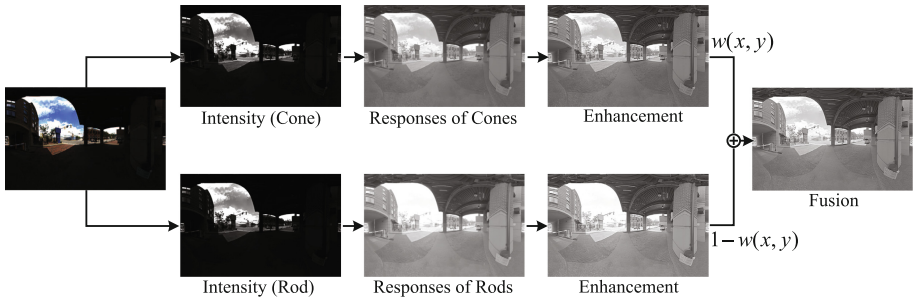 Intensity (Cone)
Responses of Cones
Enhancement
w(x, y)
Fusion
Intensity (Rod)
Responses of Rods
Enhancement
1−w(x, y)